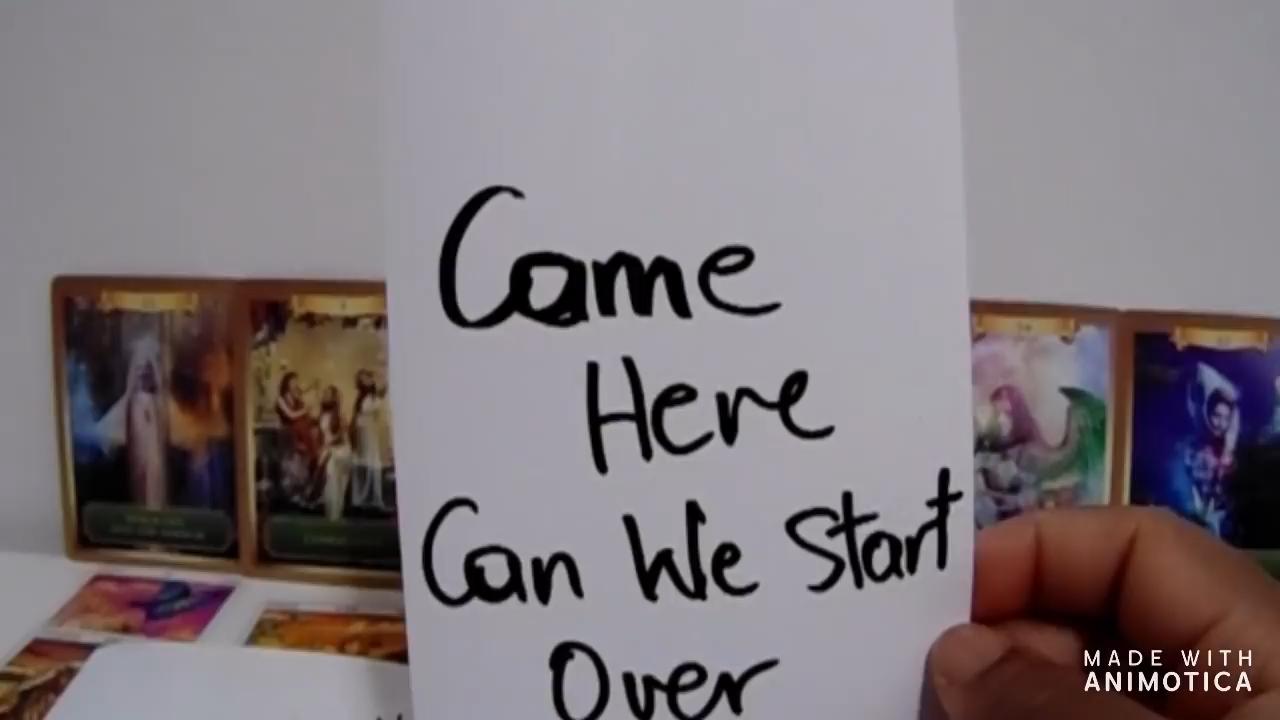 Come
Here
Can We Start
Over
MADE WITH
ANIMOTICA